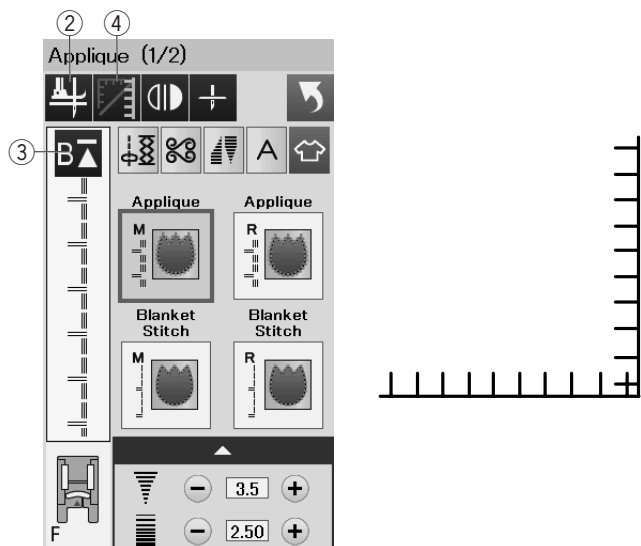 ② ④
Applique (1/2)
③
B
A
Applique Applique
M R
Blanket Stitch Blanket Stitch
M R
3.5
2.50
F